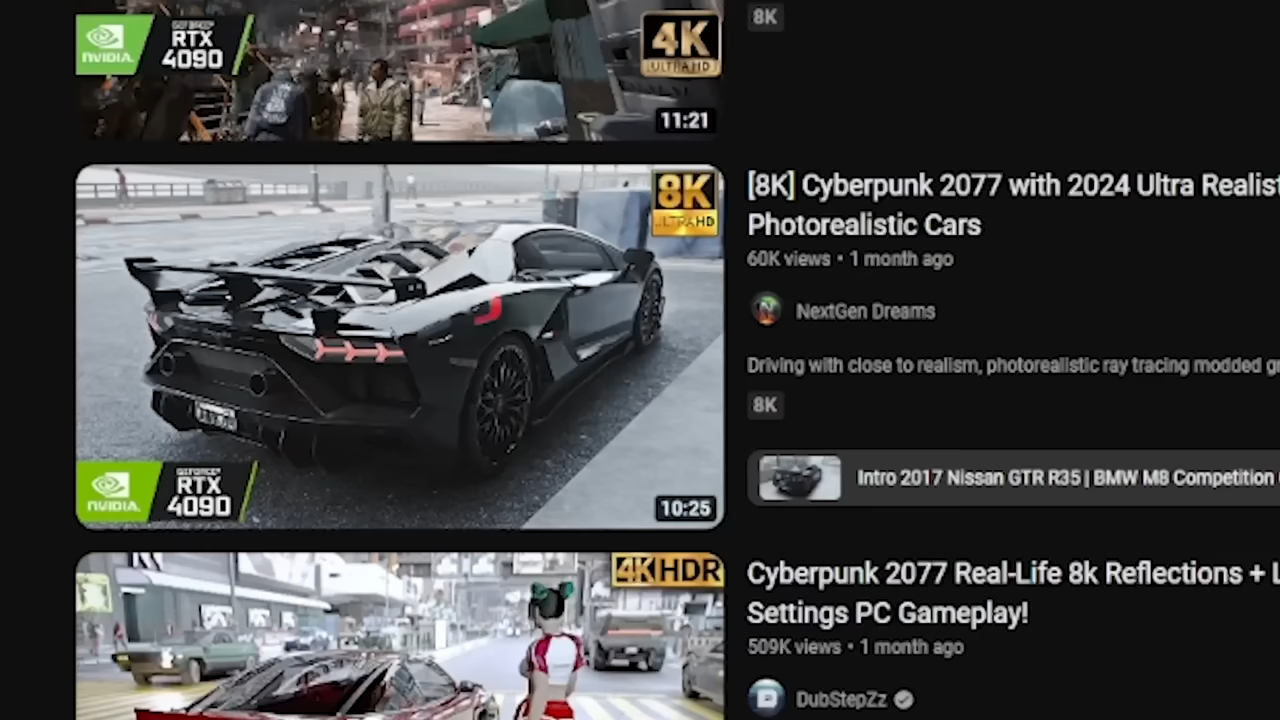 NVIDIA.
GEFORCE
RTX
4090
4K
ULTRA HD
11:21
8K
8K
ULTRA HD
NVIDIA.
GEFORCE
RTX
4090
10:25
[8K] Cyberpunk 2077 with 2024 Ultra Realist
Photorealistic Cars
60K views • 1 month ago
NextGen Dreams
Driving with close to realism, photorealistic ray tracing modded g
8K
Intro 2017 Nissan GTR R35 | BMW M8 Competition
4K HDR
Cyberpunk 2077 Real-Life 8k Reflections + L
Settings PC Gameplay!
509K views • 1 month ago
DubStepZz